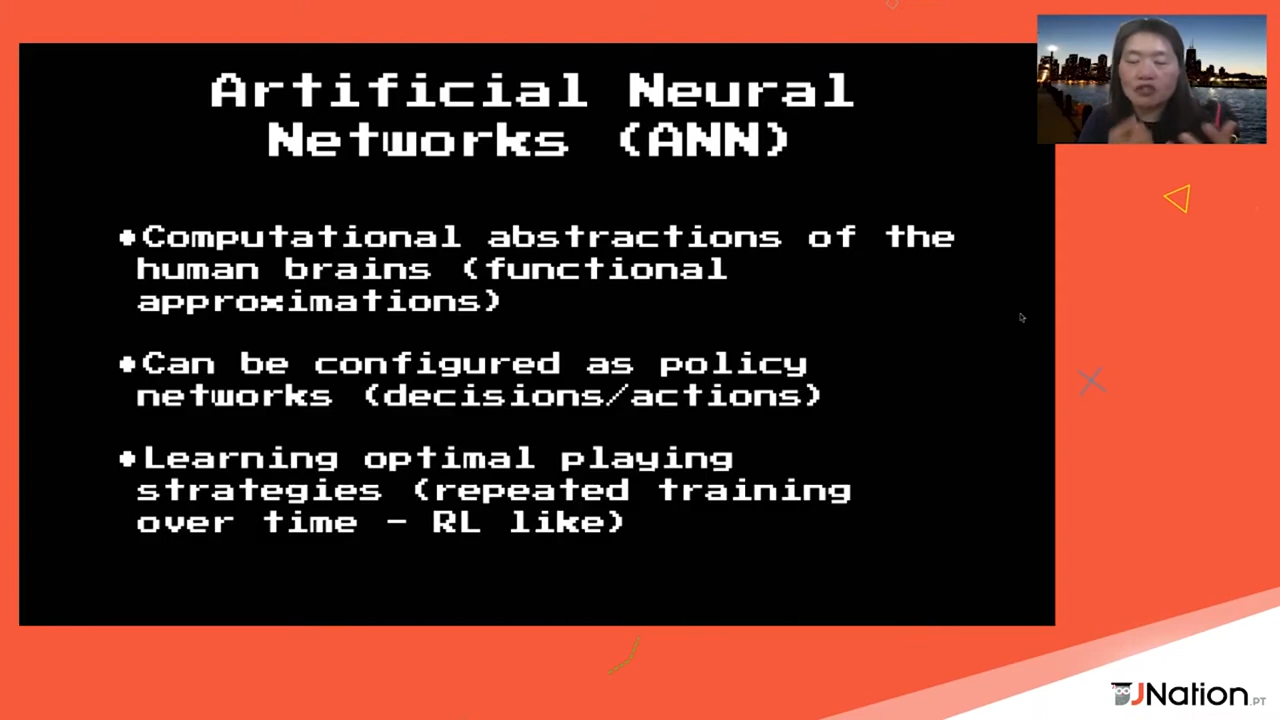 Artificial Neural
Networks (ANN)
•Computational abstractions of the
human brains (functional
approximations)
•Can be configured as policy
networks (decisions/actions)
•Learning optimal playing
strategies (repeated training
over time - RL like)
JNation.PT